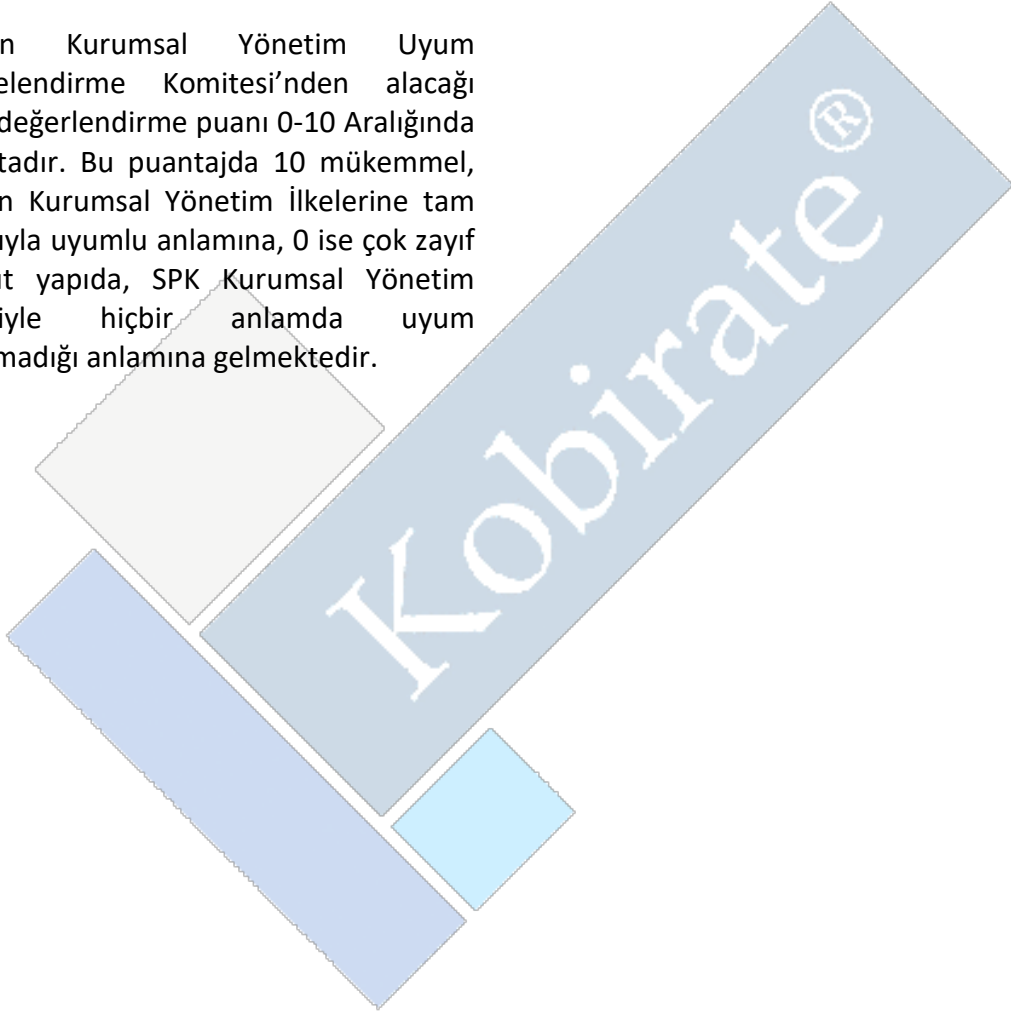 n Kurumsal Yönetim Uyum
elendirme Komitesi’nden alacağı
değerlendirme puanı 0-10 Aralığında
tadır. Bu puantajda 10 mükemmel,
n Kurumsal Yönetim İlkelerine tam
ıyla uyumlu anlamına, 0 ise çok zayıf
ıt yapıda, SPK Kurumsal Yönetim
iyle hiçbir anlamda uyum
madığı anlamına gelmektedir.
Kobirate ®